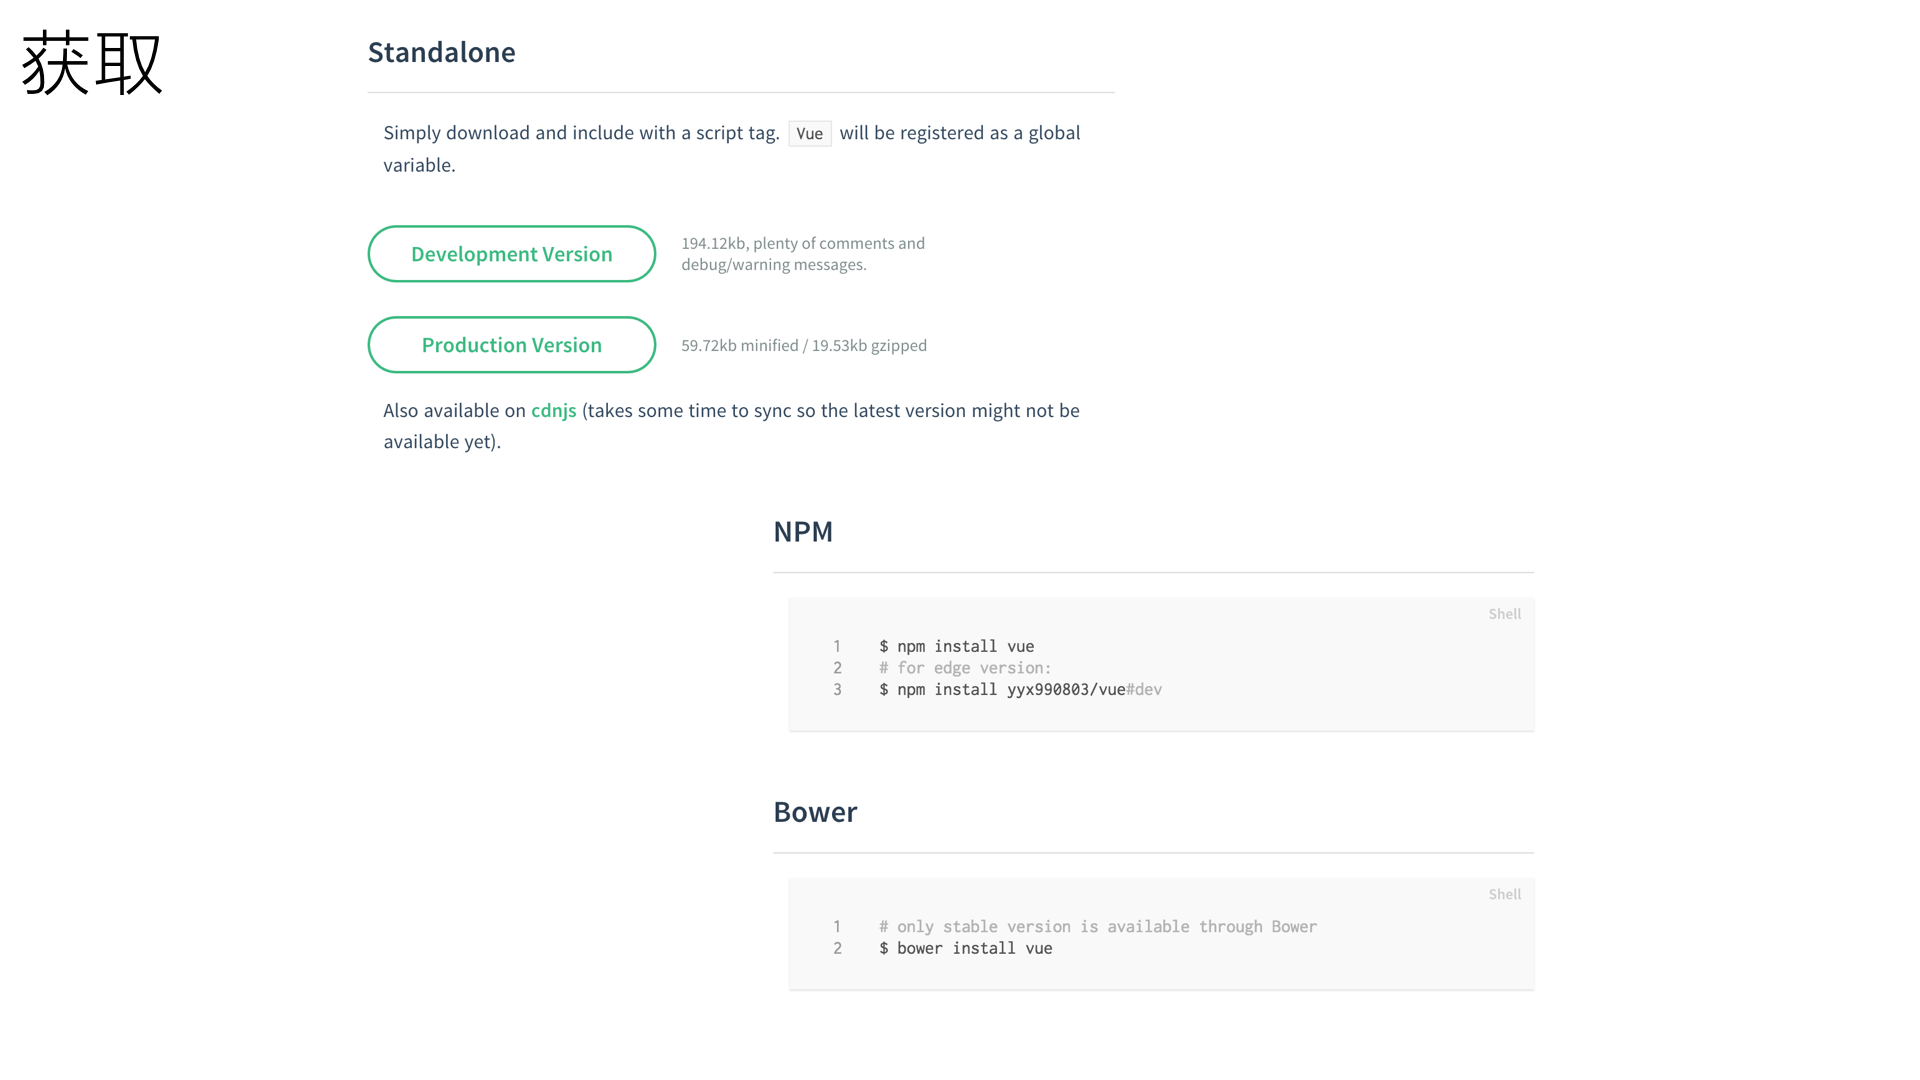 获取
Standalone
Simply download and include with a script tag. Vue will be registered as a global
variable.
Development Version
194.12kb, plenty of comments and
debug/warning messages.
Production Version
59.72kb minified / 19.53kb gzipped
Also available on cdnjs (takes some time to sync so the latest version might not be
available yet).
NPM
Shell
1 $ npm install vue
2 # for edge version:
3 $ npm install yyx990803/vue#dev
Bower
Shell
1 # only stable version is available through Bower
2 $ bower install vue